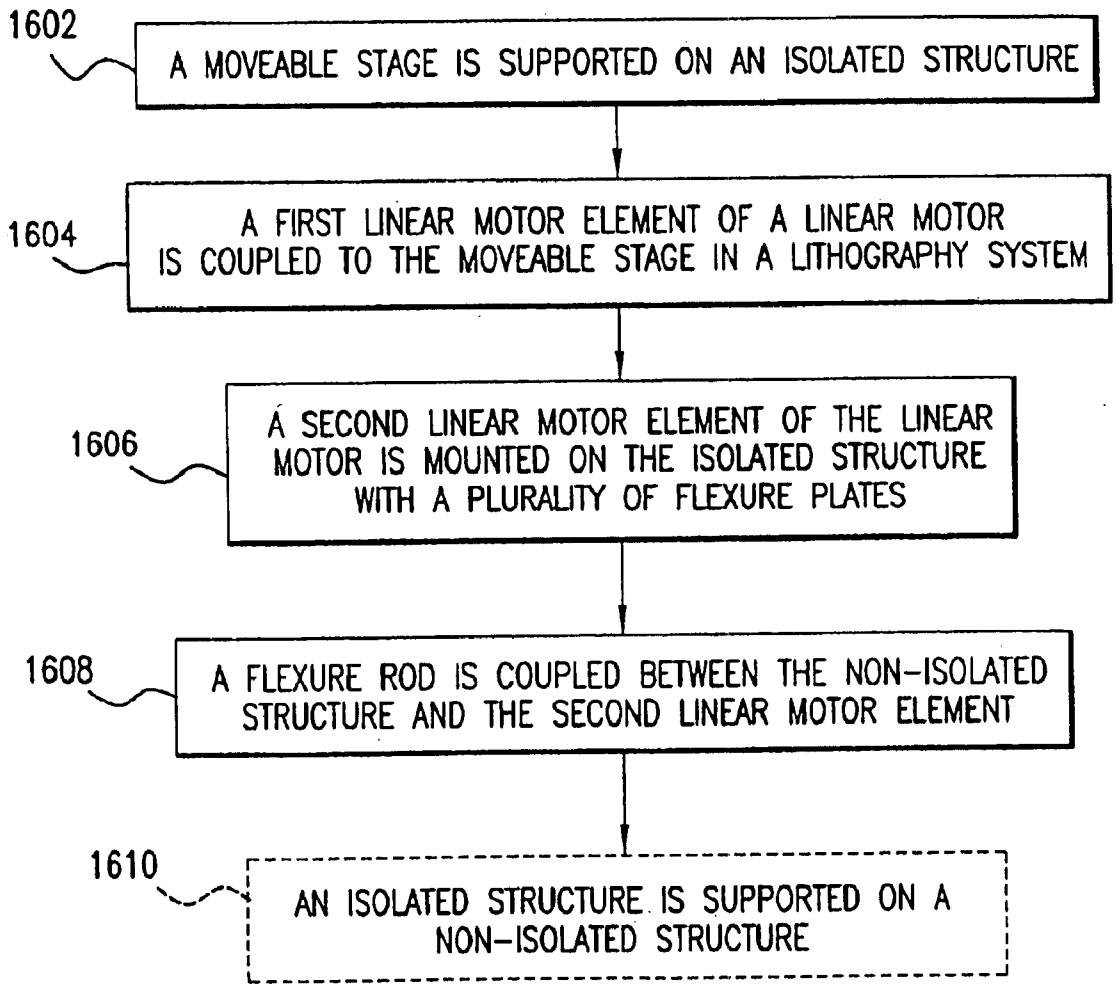 1602
A MOVEABLE STAGE IS SUPPORTED ON AN ISOLATED STRUCTURE
1604
A FIRST LINEAR MOTOR ELEMENT OF A LINEAR MOTOR
IS COUPLED TO THE MOVEABLE STAGE IN A LITHOGRAPHY SYSTEM
1606
A SECOND LINEAR MOTOR ELEMENT OF THE LINEAR
MOTOR IS MOUNTED ON THE ISOLATED STRUCTURE
WITH A PLURALITY OF FLEXURE PLATES
1608
A FLEXURE ROD IS COUPLED BETWEEN THE NON-ISOLATED
STRUCTURE AND THE SECOND LINEAR MOTOR ELEMENT
1610
AN ISOLATED STRUCTURE IS SUPPORTED ON A
NON-ISOLATED STRUCTURE